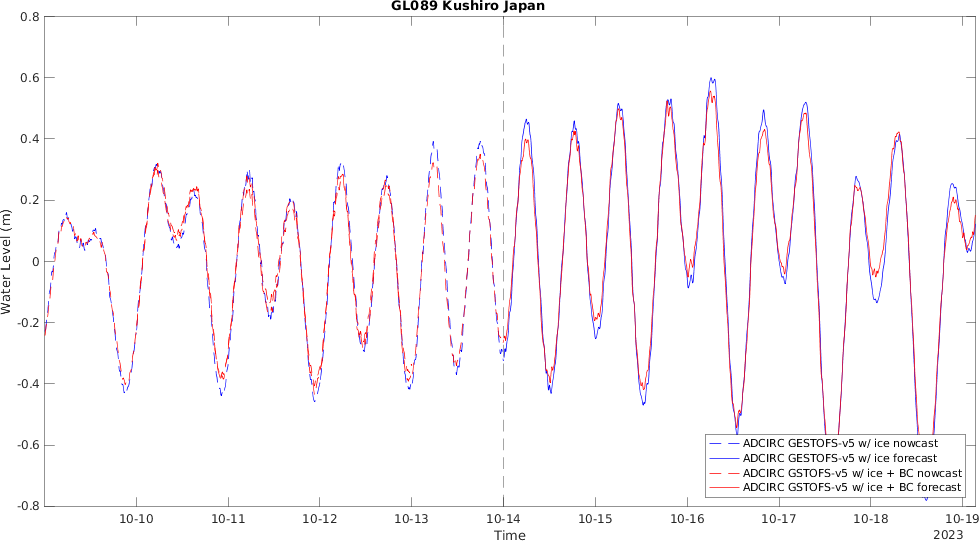 GL089 Kushiro Japan
0.8
0.6
0.4
0.2
0
-0.2
-0.4
-0.6
-0.8
Water Level (m)
ADCIRC GESTOFS-v5 w/ ice nowcast
ADCIRC GESTOFS-v5 w/ ice forecast
ADCIRC GSTOFS-v5 w/ ice + BC nowcast
ADCIRC GSTOFS-v5 w/ ice + BC forecast
10-10 10-11 10-12 10-13 10-14 10-15 10-16 10-17 10-18 10-19
Time
2023